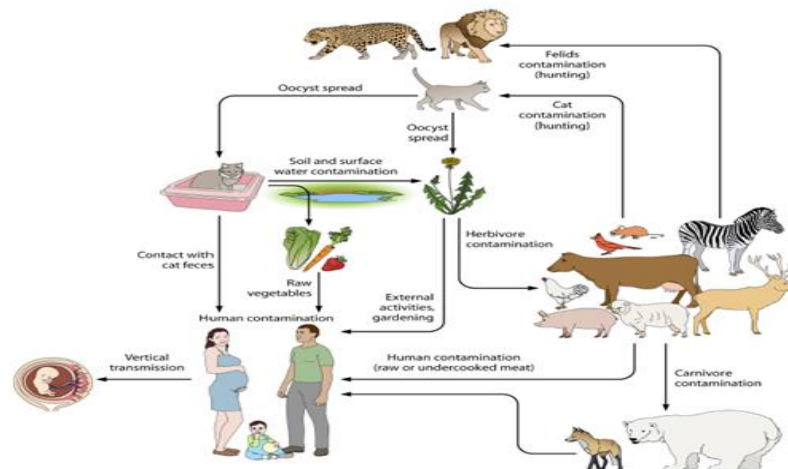 Felids
contamination
(hunting)
Oocyst spread
Cat
contamination
(hunting)
Oocyst
spread
Soil and surface
water contamination
Herbivore
contamination
Contact with
cat feces
Raw
vegetables
External
activities,
gardening
Human contamination
Vertical
transmission
Human contamination
(raw or undercooked meat)
Carnivore
contamination